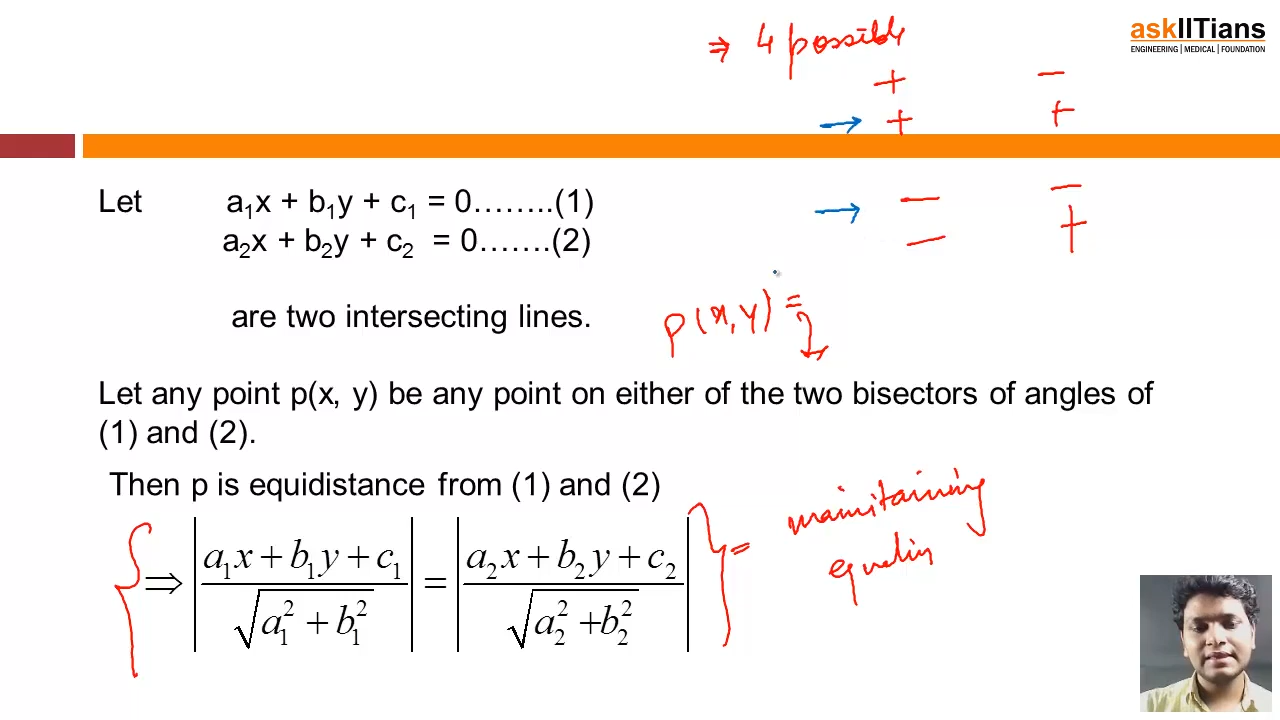 askIITians
ENGINEERING | MEDICAL | FOUNDATION
⇒ 4 possible
+ −
→ + +
Let a₁x + b₁y + c₁ = 0……..(1)
→ − −
a₂x + b₂y + c₂ = 0…….(2)
− +
are two intersecting lines.
P(x, y) =
Let any point p(x, y) be any point on either of the two bisectors of angles of
(1) and (2).
Then p is equidistance from (1) and (2)
{ ⇒ |(a₁x + b₁y + c₁)/√(a₁² + b₁²)| = |(a₂x + b₂y + c₂)/√(a₂² + b₂²)| } =